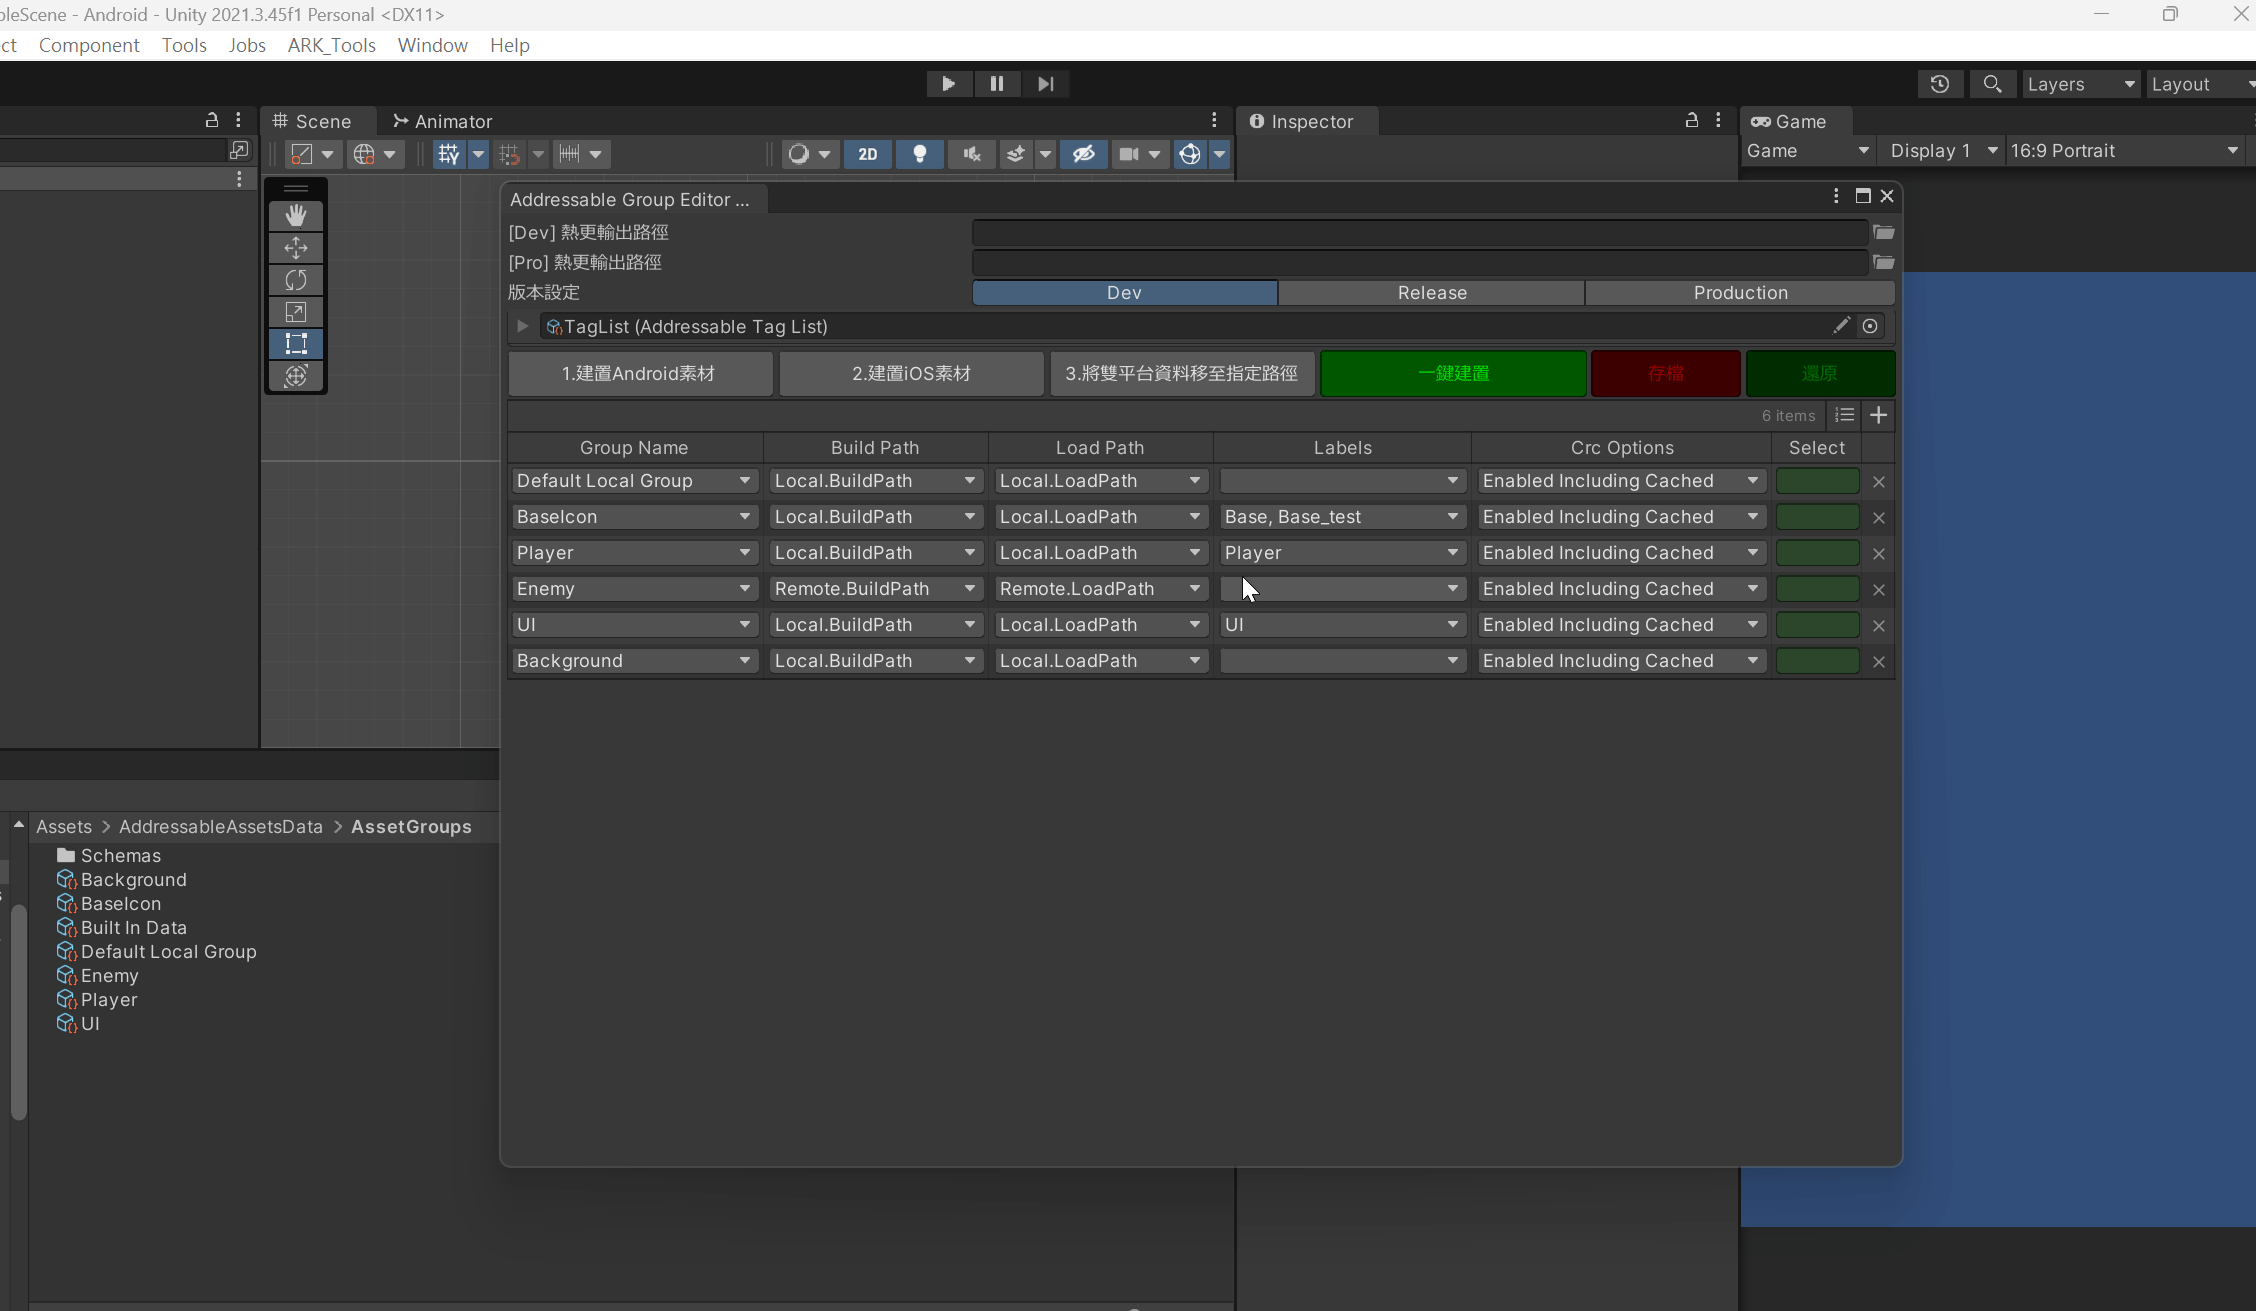 bleScene - Android - Unity 2021.3.45f1 Personal <DX11>
ct Component Tools Jobs ARK_Tools Window Help
Layers Layout
Scene Animator Inspector Game
2D
Game Display 1 16:9 Portrait
Addressable Group Editor ...
[Dev] 熱更輸出路徑
[Pro] 熱更輸出路徑
版本設定 Dev Release Production
TagList (Addressable Tag List)
1.建置Android素材 2.建置iOS素材 3.將雙平台資料移至指定路徑 一鍵建置 存檔 還原
6 items
Group Name Build Path Load Path Labels Crc Options Select
Default Local Group Local.BuildPath Local.LoadPath Enabled Including Cached
BaseIcon Local.BuildPath Local.LoadPath Base, Base_test Enabled Including Cached
Player Local.BuildPath Local.LoadPath Player Enabled Including Cached
Enemy Remote.BuildPath Remote.LoadPath Enabled Including Cached
UI Local.BuildPath Local.LoadPath UI Enabled Including Cached
Background Local.BuildPath Local.LoadPath Enabled Including Cached
Assets > AddressableAssetsData > AssetGroups
Schemas
Background
BaseIcon
Built In Data
Default Local Group
Enemy
Player
UI